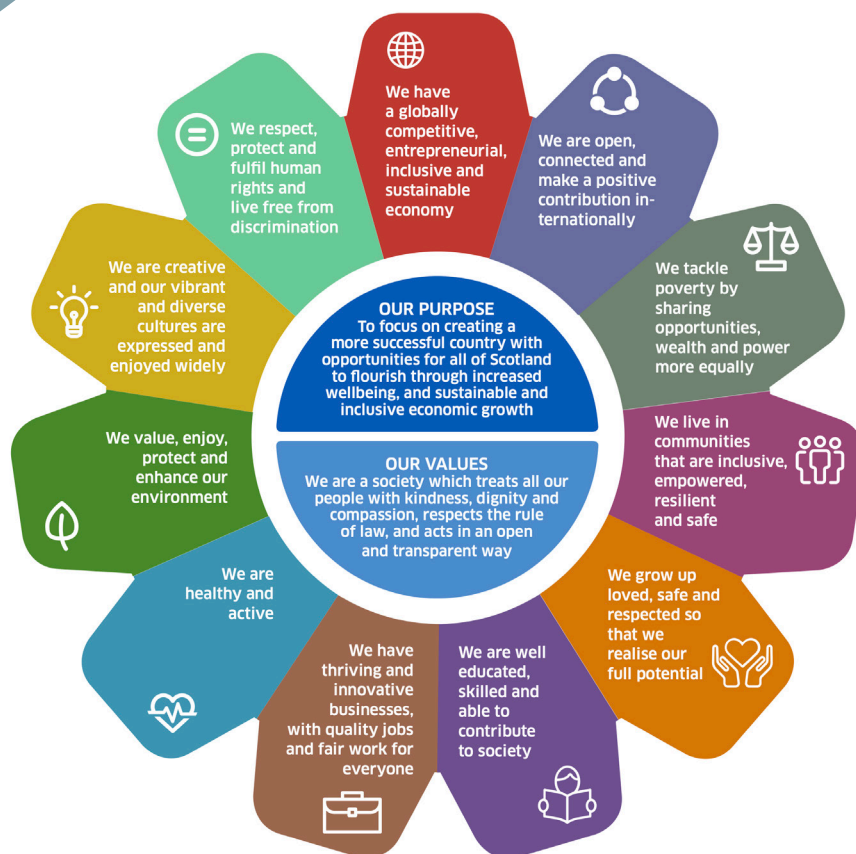 We have
a globally
competitive,
entrepreneurial,
inclusive and
sustainable
economy
We are open,
connected and
make a positive
contribution in-
ternationally
We tackle
poverty by
sharing
opportunities,
wealth and power
more equally
We live in
communities
that are inclusive,
empowered,
resilient
and safe
We grow up
loved, safe and
respected so
that we
realise our
full potential
We are well
educated,
skilled and
able to
contribute
to society
We have
thriving and
innovative
businesses,
with quality jobs
and fair work for
everyone
We are
healthy and
active
We value, enjoy,
protect and
enhance our
environment
We are creative
and our vibrant
and diverse
cultures are
expressed and
enjoyed widely
We respect,
protect and
fulfil human
rights and
live free from
discrimination
OUR PURPOSE
To focus on creating a
more successful country with
opportunities for all of Scotland
to flourish through increased
wellbeing, and sustainable and
inclusive economic growth
OUR VALUES
We are a society which treats all our
people with kindness, dignity and
compassion, respects the rule
of law, and acts in an open
and transparent way